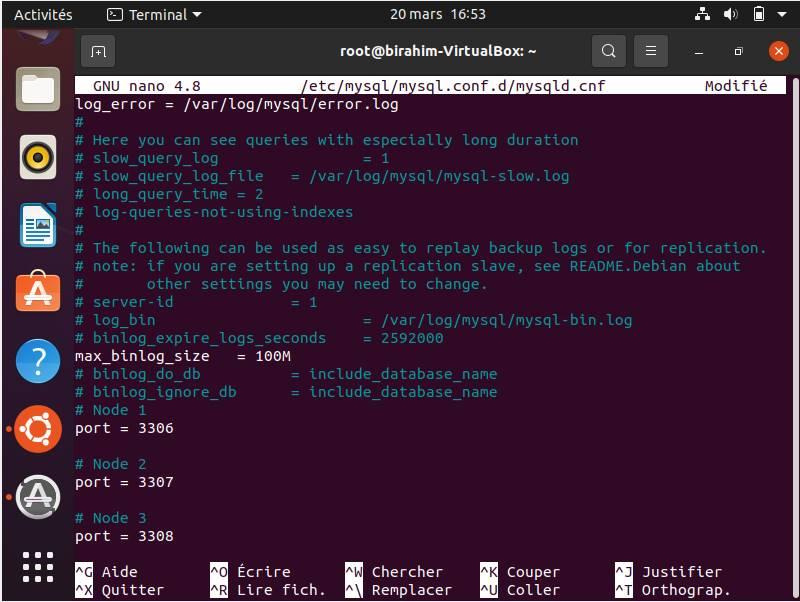 Activités Terminal 20 mars 16:53
root@birahim-VirtualBox: ~
GNU nano 4.8 /etc/mysql/mysql.conf.d/mysqld.cnf Modifié
log_error = /var/log/mysql/error.log
#
# Here you can see queries with especially long duration
# slow_query_log = 1
# slow_query_log_file = /var/log/mysql/mysql-slow.log
# long_query_time = 2
# log-queries-not-using-indexes
#
# The following can be used as easy to replay backup logs or for replication.
# note: if you are setting up a replication slave, see README.Debian about
# other settings you may need to change.
# server-id = 1
# log_bin = /var/log/mysql/mysql-bin.log
# binlog_expire_logs_seconds = 2592000
max_binlog_size = 100M
# binlog_do_db = include_database_name
# binlog_ignore_db = include_database_name
# Node 1
port = 3306
# Node 2
port = 3307
# Node 3
port = 3308
^G Aide ^O Écrire ^W Chercher ^K Couper ^J Justifier
^X Quitter ^R Lire fich. ^\ Remplacer ^U Coller ^T Orthograp.